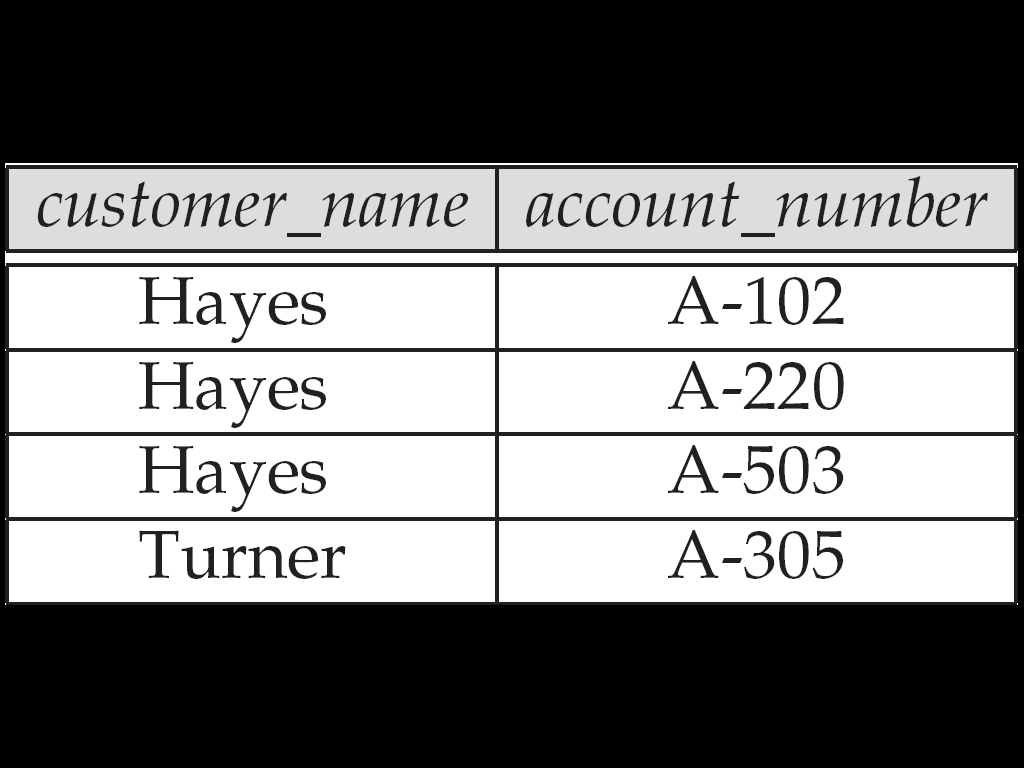 customer_name account_number
Hayes A-102
Hayes A-220
Hayes A-503
Turner A-305